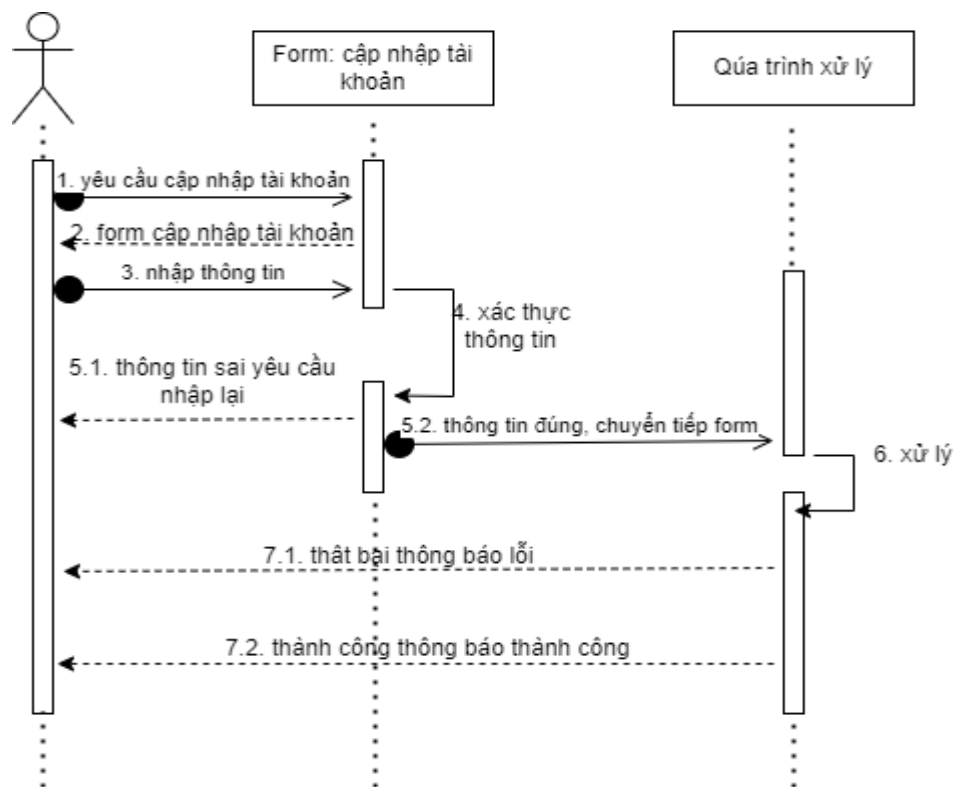 Form: cập nhập tài
khoản
Qúa trình xử lý
1. yêu cầu cập nhập tài khoản
2. form cập nhập tài khoản
3. nhập thông tin
4. xác thực
thông tin
5.1. thông tin sai yêu cầu
nhập lại
5.2. thông tin đúng, chuyển tiếp form
6. xử lý
7.1. thât bại thông báo lỗi
7.2. thành công thông báo thành công